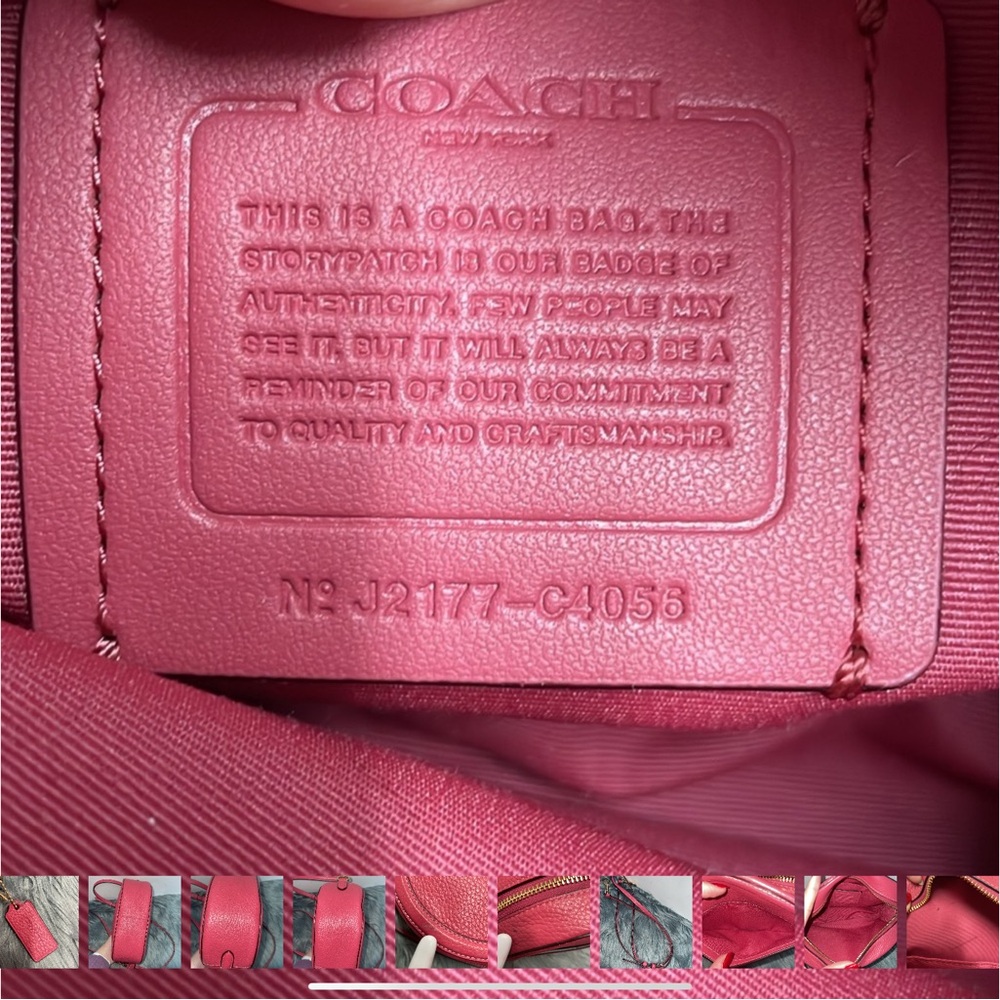 COACH
NEW YORK
THIS IS A COACH BAG. THE
STORYPATCH IS OUR BADGE OF
AUTHENTICITY. FEW PEOPLE MAY
SEE IT, BUT IT WILL ALWAYS BE A
REMINDER OF OUR COMMITMENT
TO QUALITY AND CRAFTSMANSHIP.
Nº J2177-C4056